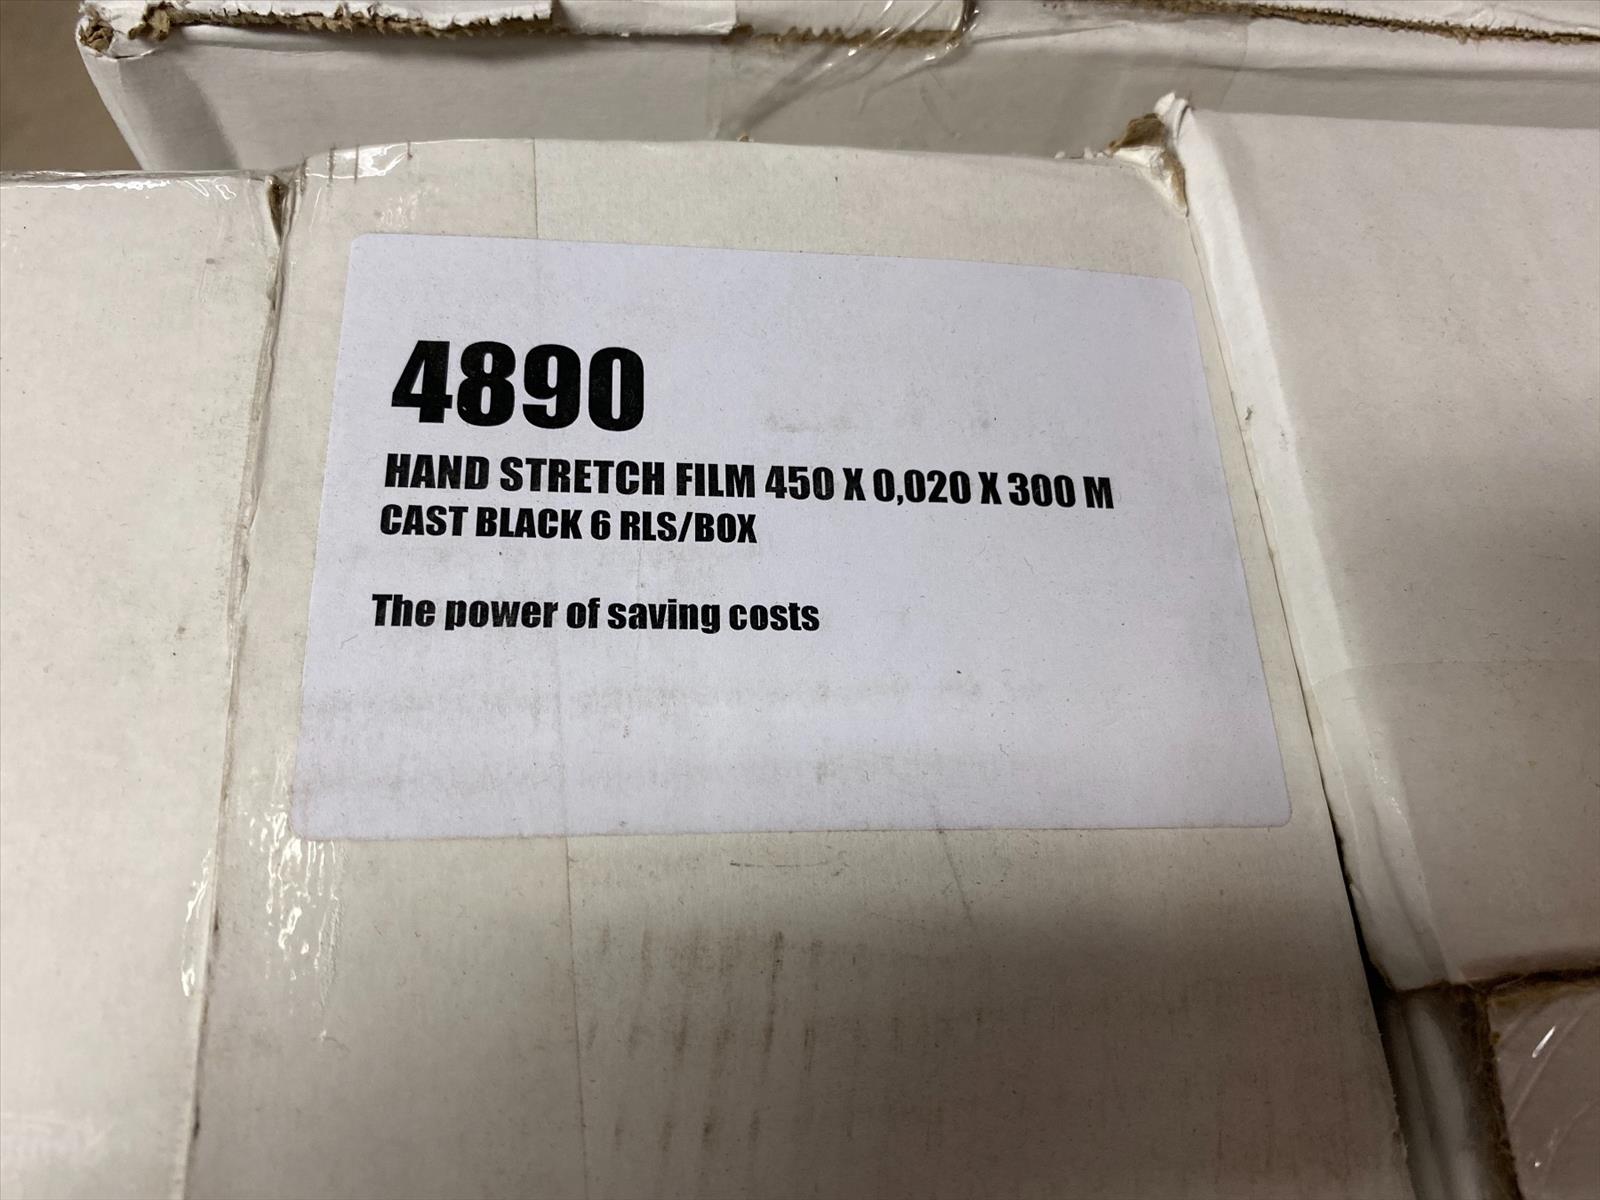 4890
HAND STRETCH FILM 450 X 0,020 X 300 M
CAST BLACK 6 RLS/BOX
The power of saving costs